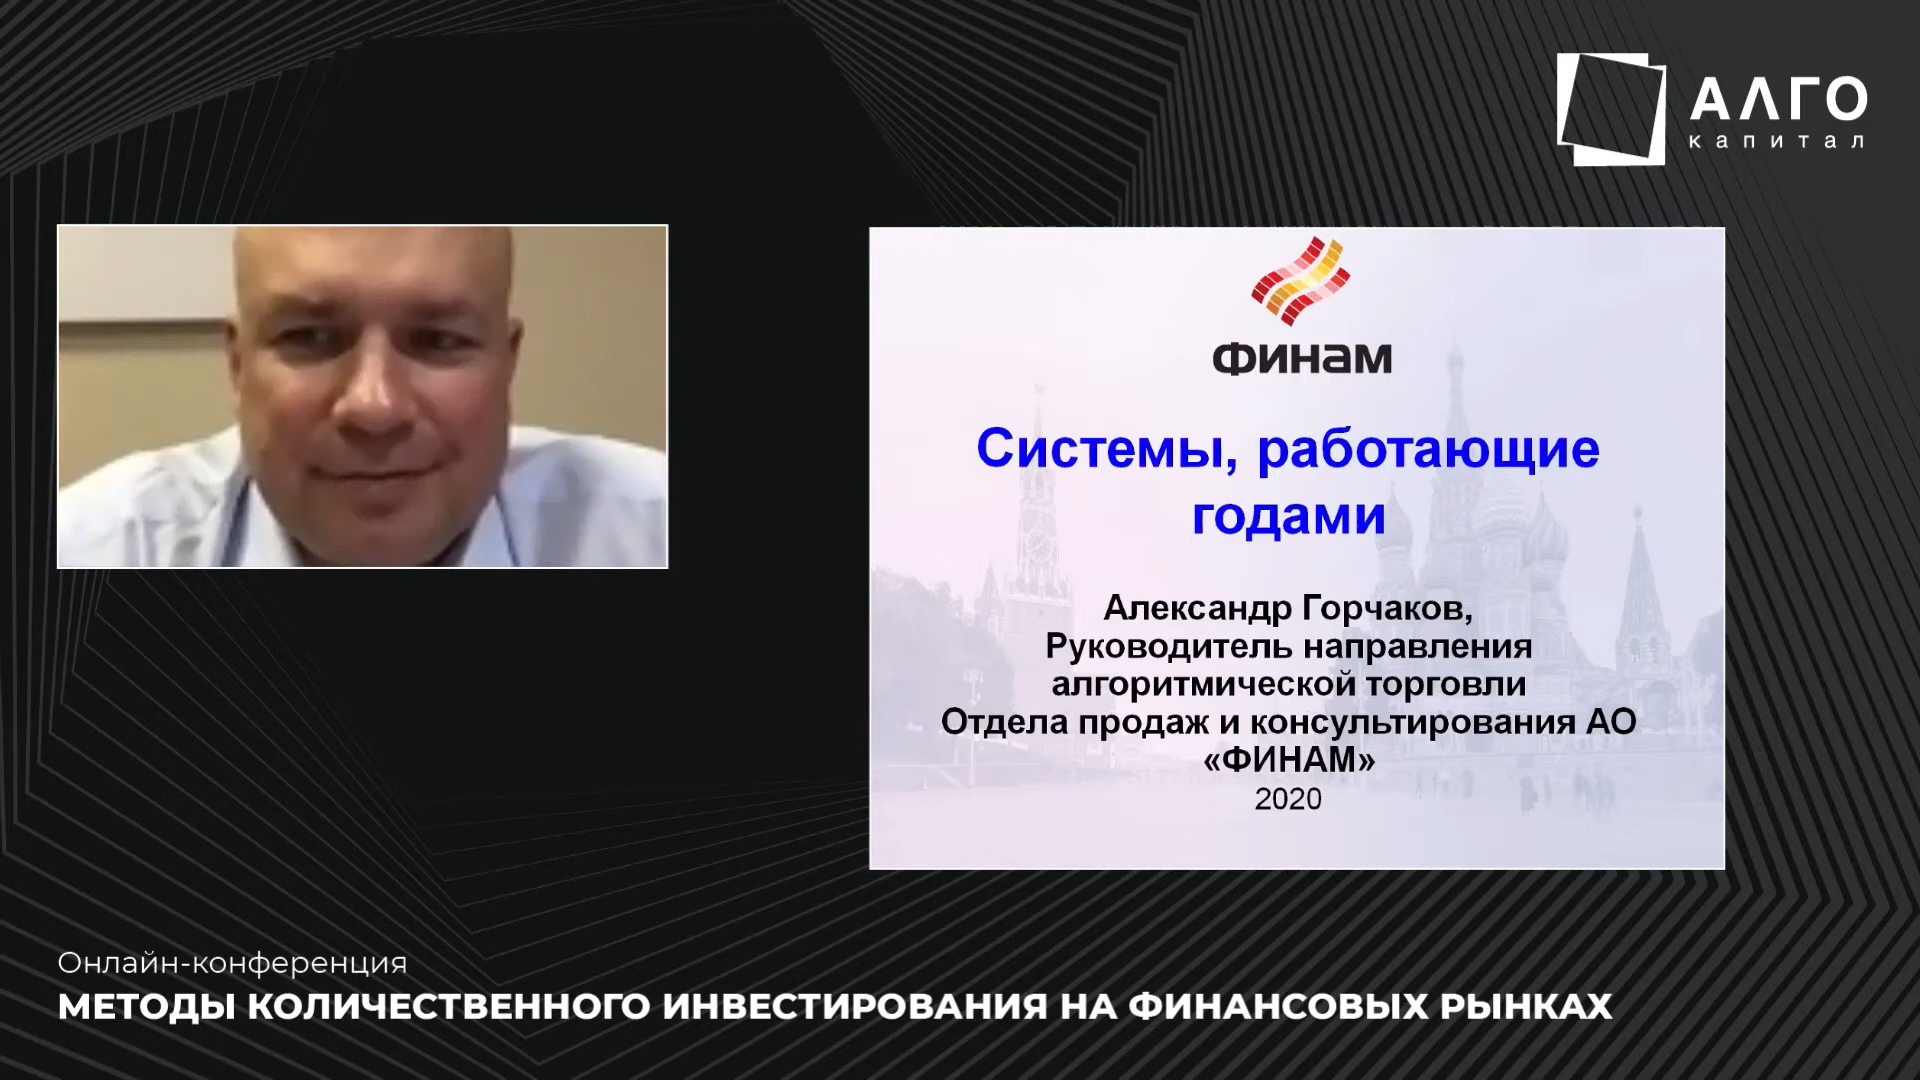 АЛГО
капитал
ФИНАМ
Системы, работающие
годами
Александр Горчаков,
Руководитель направления
алгоритмической торговли
Отдела продаж и консультирования АО
«ФИНАМ»
2020
Онлайн-конференция
МЕТОДЫ КОЛИЧЕСТВЕННОГО ИНВЕСТИРОВАНИЯ НА ФИНАНСОВЫХ РЫНКАХ